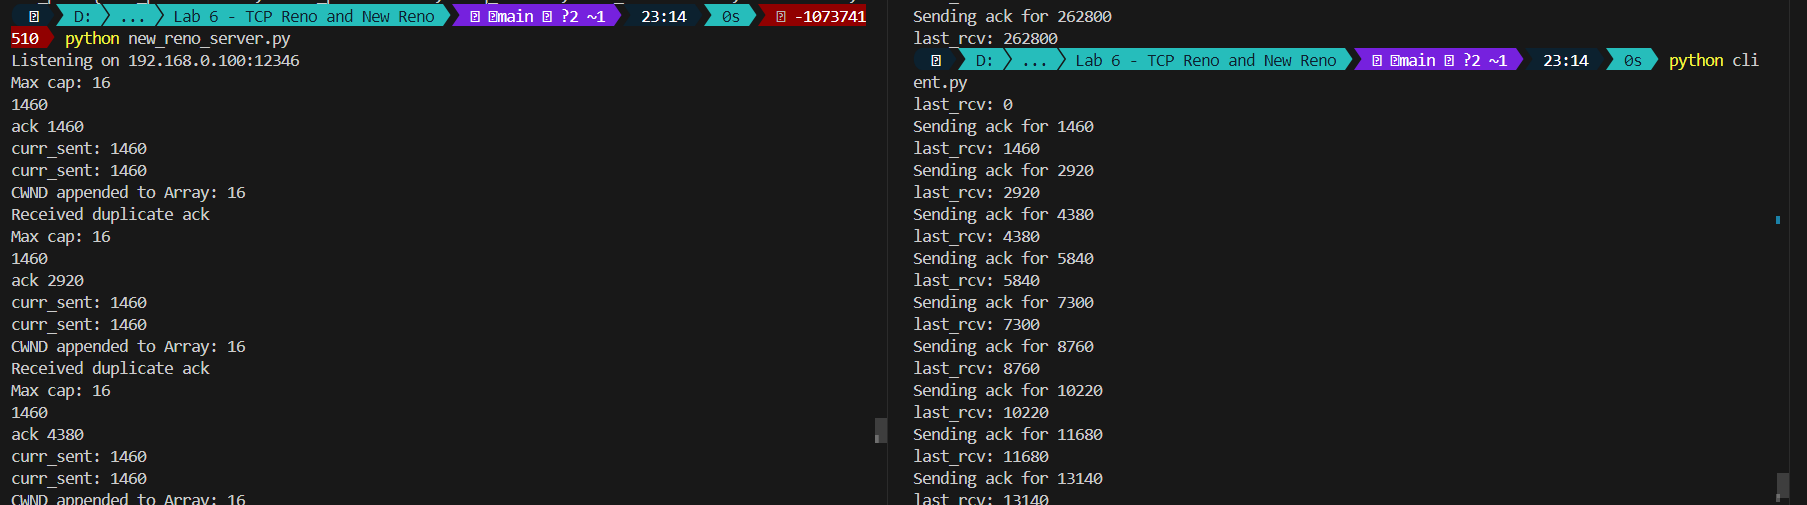 D: ... Lab 6 - TCP Reno and New Reno main ?2 ~1 23:14 0s -1073741
510 python new_reno_server.py
Listening on 192.168.0.100:12346
Max cap: 16
1460
ack 1460
curr_sent: 1460
curr_sent: 1460
CWND appended to Array: 16
Received duplicate ack
Max cap: 16
1460
ack 2920
curr_sent: 1460
curr_sent: 1460
CWND appended to Array: 16
Received duplicate ack
Max cap: 16
1460
ack 4380
curr_sent: 1460
curr_sent: 1460
CWND appended to Array: 16
Sending ack for 262800
last_rcv: 262800
D: ... Lab 6 - TCP Reno and New Reno main ?2 ~1 23:14 0s python cli
ent.py
last_rcv: 0
Sending ack for 1460
last_rcv: 1460
Sending ack for 2920
last_rcv: 2920
Sending ack for 4380
last_rcv: 4380
Sending ack for 5840
last_rcv: 5840
Sending ack for 7300
last_rcv: 7300
Sending ack for 8760
last_rcv: 8760
Sending ack for 10220
last_rcv: 10220
Sending ack for 11680
last_rcv: 11680
Sending ack for 13140
last_rcv: 13140